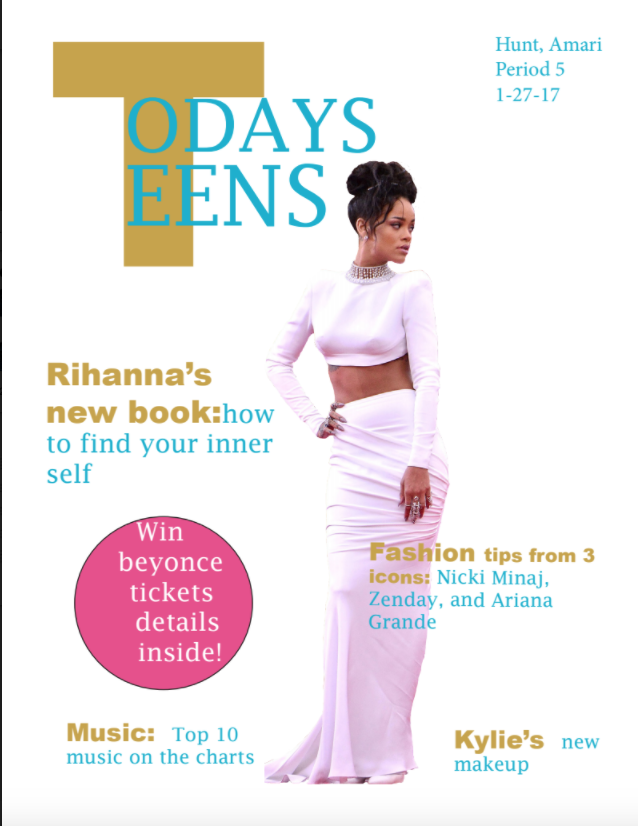 Hunt, Amari
Period 5
1-27-17
TODAYS
EENS
Rihanna's
new book:how
to find your inner
self
Win
beyonce
tickets
details
inside!
Fashion tips from 3
icons: Nicki Minaj,
Zenday, and Ariana
Grande
Music: Top 10
music on the charts
Kylie's new
makeup